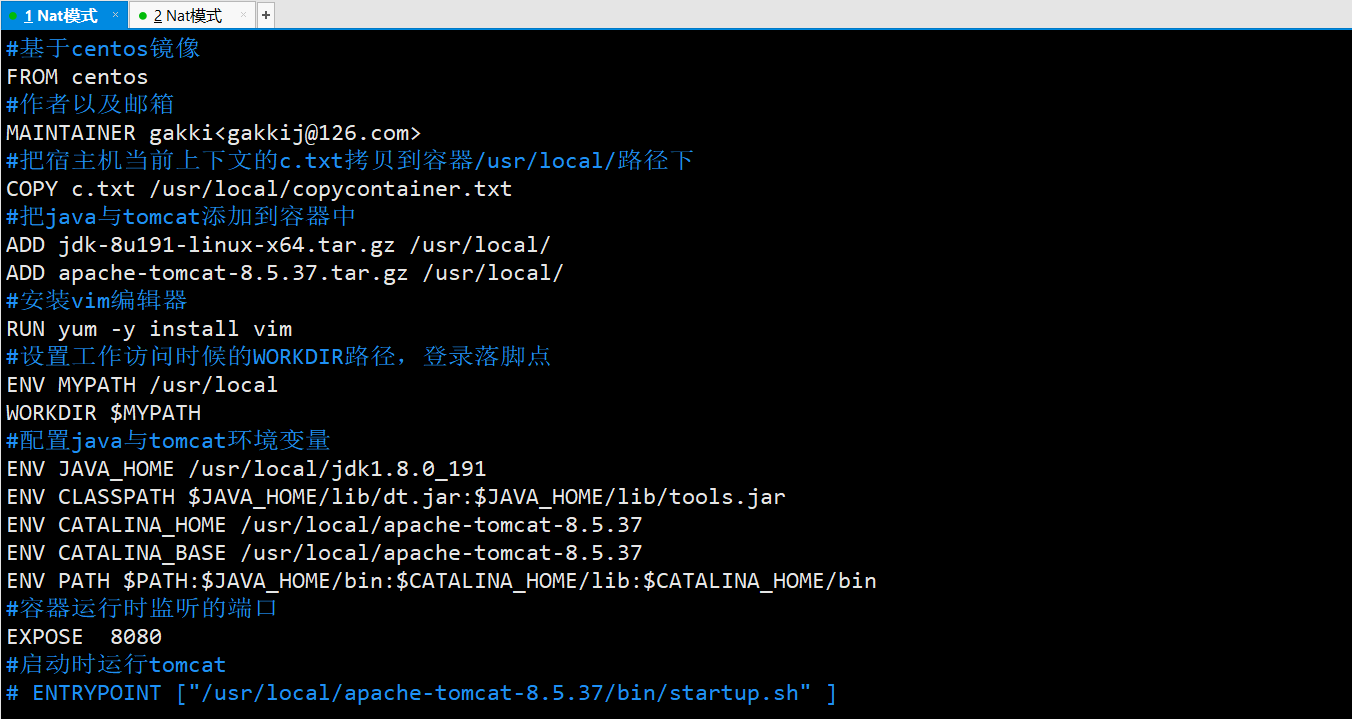 1 Nat模式 × 2 Nat模式 × +
#基于centos镜像
FROM centos
#作者以及邮箱
MAINTAINER gakki<gakkij@126.com>
#把宿主机当前上下文的c.txt拷贝到容器/usr/local/路径下
COPY c.txt /usr/local/copycontainer.txt
#把java与tomcat添加到容器中
ADD jdk-8u191-linux-x64.tar.gz /usr/local/
ADD apache-tomcat-8.5.37.tar.gz /usr/local/
#安装vim编辑器
RUN yum -y install vim
#设置工作访问时候的WORKDIR路径，登录落脚点
ENV MYPATH /usr/local
WORKDIR $MYPATH
#配置java与tomcat环境变量
ENV JAVA_HOME /usr/local/jdk1.8.0_191
ENV CLASSPATH $JAVA_HOME/lib/dt.jar:$JAVA_HOME/lib/tools.jar
ENV CATALINA_HOME /usr/local/apache-tomcat-8.5.37
ENV CATALINA_BASE /usr/local/apache-tomcat-8.5.37
ENV PATH $PATH:$JAVA_HOME/bin:$CATALINA_HOME/lib:$CATALINA_HOME/bin
#容器运行时监听的端口
EXPOSE  8080
#启动时运行tomcat
# ENTRYPOINT ["/usr/local/apache-tomcat-8.5.37/bin/startup.sh" ]